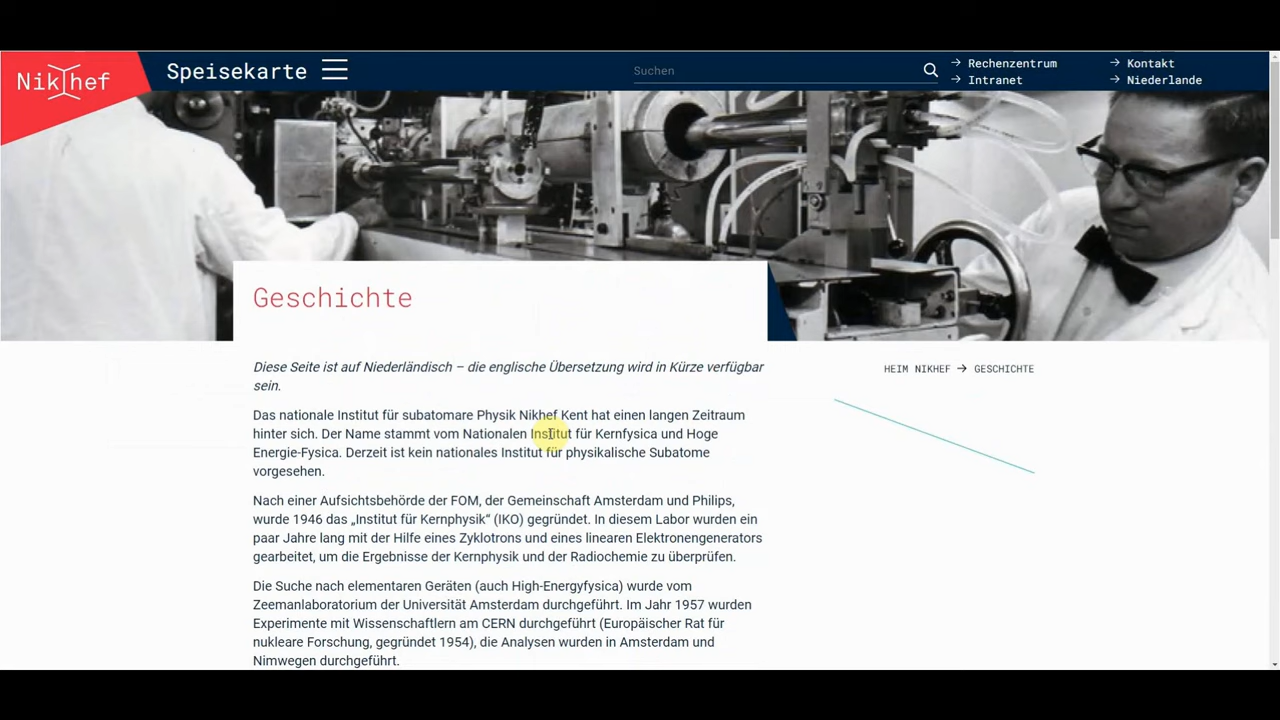 Nikhef
Speisekarte
Suchen
→ Rechenzentrum
→ Intranet
→ Kontakt
→ Niederlande
Geschichte
HEIM NIKHEF → GESCHICHTE
Diese Seite ist auf Niederländisch – die englische Übersetzung wird in Kürze verfügbar
sein.
Das nationale Institut für subatomare Physik Nikhef Kent hat einen langen Zeitraum
hinter sich. Der Name stammt vom Nationalen Institut für Kernfysica und Hoge
Energie-Fysica. Derzeit ist kein nationales Institut für physikalische Subatome
vorgesehen.
Nach einer Aufsichtsbehörde der FOM, der Gemeinschaft Amsterdam und Philips,
wurde 1946 das „Institut für Kernphysik“ (IKO) gegründet. In diesem Labor wurden ein
paar Jahre lang mit der Hilfe eines Zyklotrons und eines linearen Elektronengenerators
gearbeitet, um die Ergebnisse der Kernphysik und der Radiochemie zu überprüfen.
Die Suche nach elementaren Geräten (auch High-Energyfysica) wurde vom
Zeemanlaboratorium der Universität Amsterdam durchgeführt. Im Jahr 1957 wurden
Experimente mit Wissenschaftlern am CERN durchgeführt (Europäischer Rat für
nukleare Forschung, gegründet 1954), die Analysen wurden in Amsterdam und
Nimwegen durchgeführt.